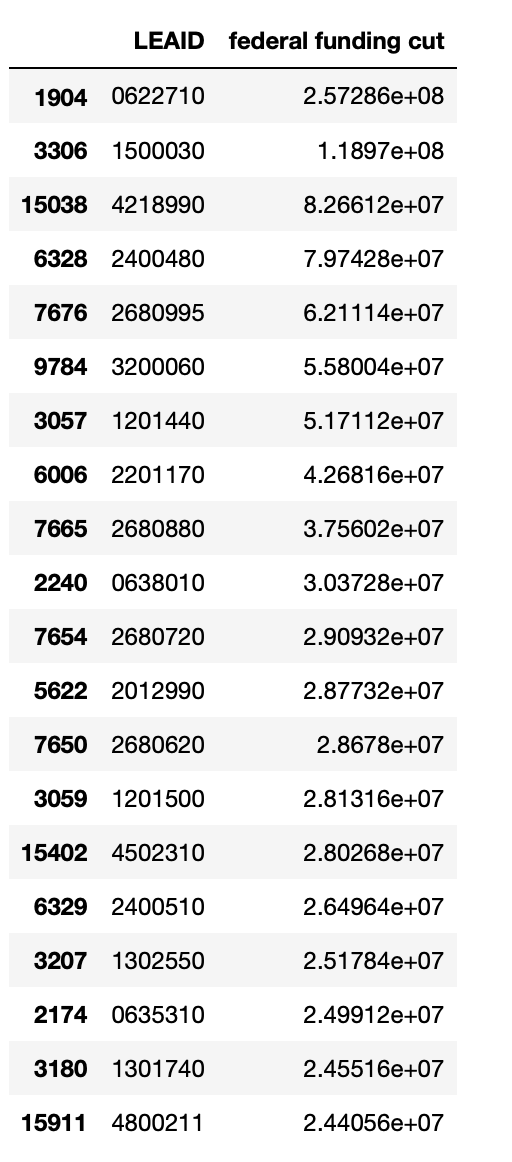 LEAID federal funding cut
1904 0622710 2.57286e+08
3306 1500030 1.1897e+08
15038 4218990 8.26612e+07
6328 2400480 7.97428e+07
7676 2680995 6.21114e+07
9784 3200060 5.58004e+07
3057 1201440 5.17112e+07
6006 2201170 4.26816e+07
7665 2680880 3.75602e+07
2240 0638010 3.03728e+07
7654 2680720 2.90932e+07
5622 2012990 2.87732e+07
7650 2680620 2.8678e+07
3059 1201500 2.81316e+07
15402 4502310 2.80268e+07
6329 2400510 2.64964e+07
3207 1302550 2.51784e+07
2174 0635310 2.49912e+07
3180 1301740 2.45516e+07
15911 4800211 2.44056e+07